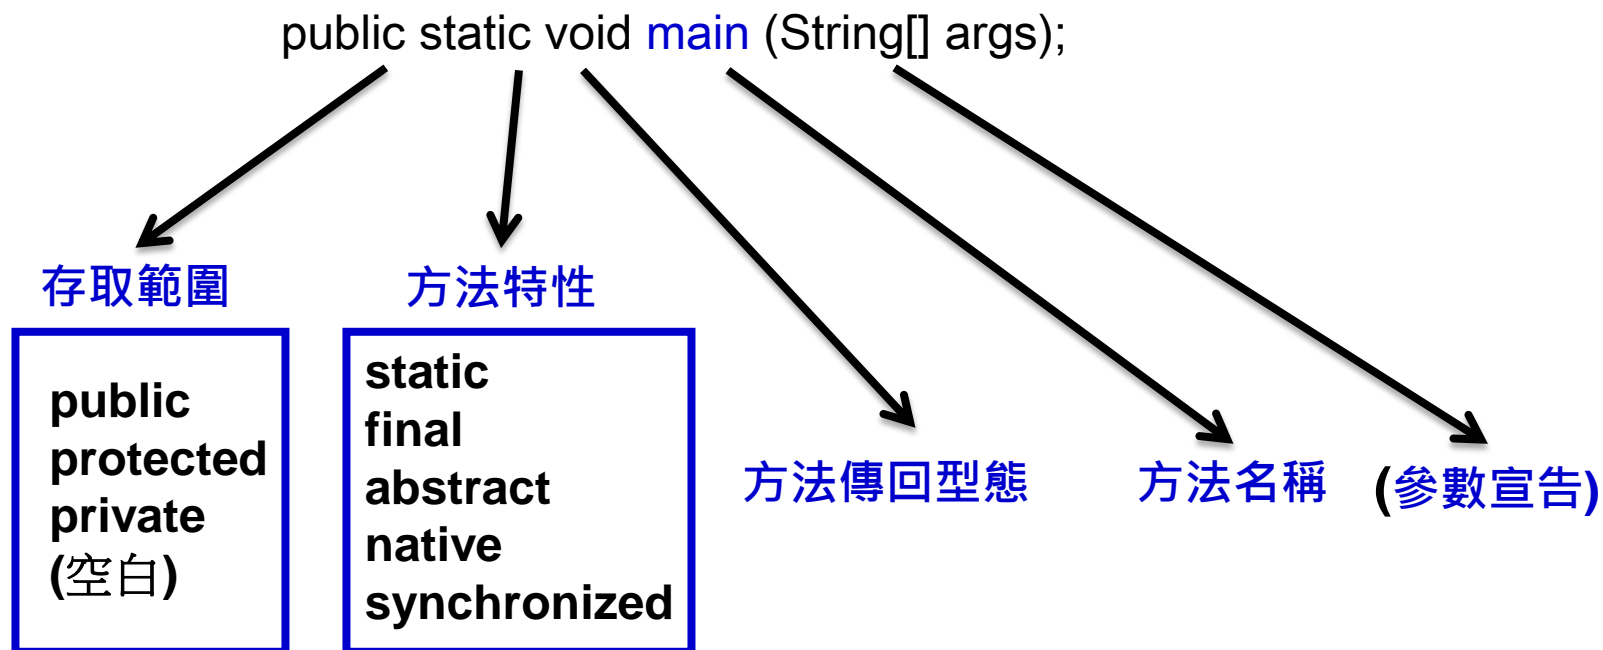 public static void main (String[] args);
存取範圍
public
protected
private
(空白)
方法特性
static
final
abstract
native
synchronized
方法傳回型態
方法名稱
(參數宣告)